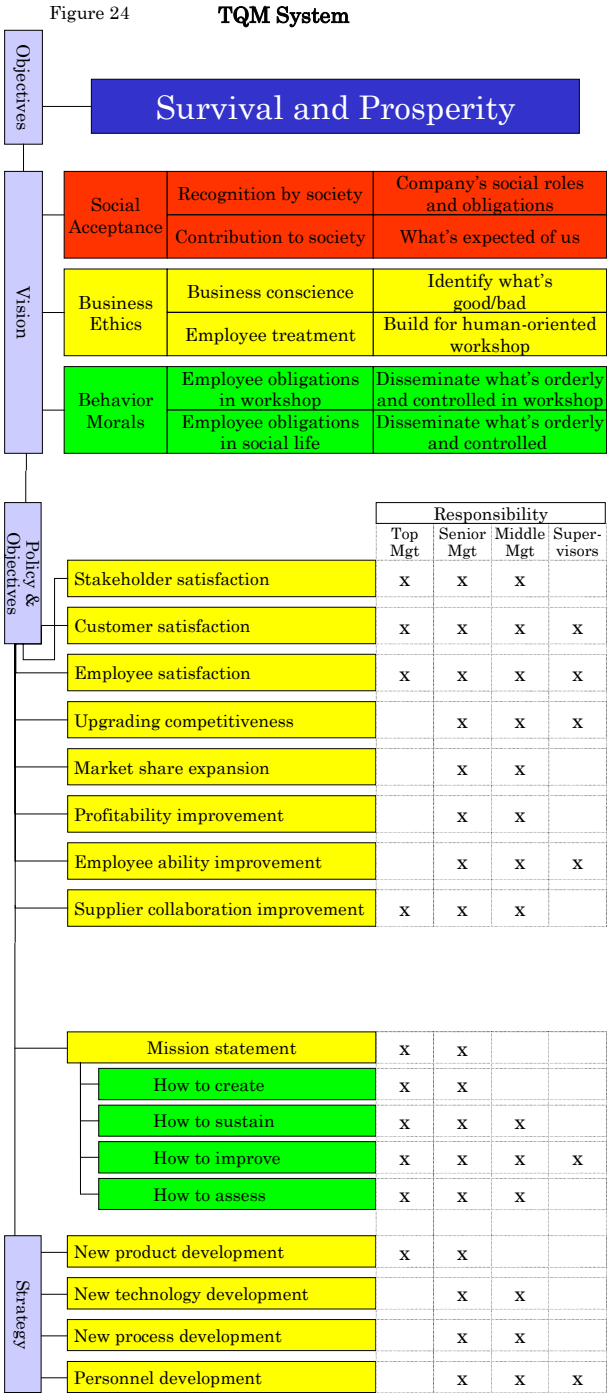 Figure 24
TQM System
Objectives
Survival and Prosperity
Vision
Social
Acceptance
Recognition by society
Company's social roles
and obligations
Contribution to society
What's expected of us
Business
Ethics
Business conscience
Identify what's
good/bad
Employee treatment
Build for human-oriented
workshop
Behavior
Morals
Employee obligations
in workshop
Disseminate what's orderly
and controlled in workshop
Employee obligations
in social life
Disseminate what's orderly
and controlled
Policy &
Objectives
Responsibility
Top
Mgt
Senior
Mgt
Middle
Mgt
Super-
visors
Stakeholder satisfaction x x x
Customer satisfaction x x x x
Employee satisfaction x x x x
Upgrading competitiveness x x x
Market share expansion x x
Profitability improvement x x
Employee ability improvement x x x
Supplier collaboration improvement x x x
Mission statement x x
How to create x x
How to sustain x x x
How to improve x x x x
How to assess x x x
Strategy
New product development x x
New technology development x x
New process development x x
Personnel development x x x